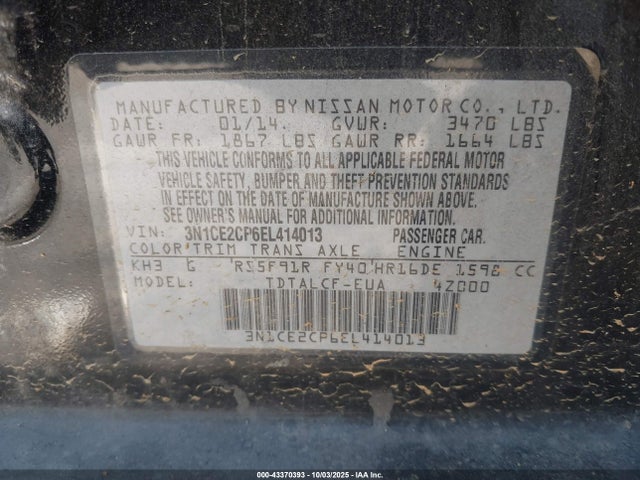 MANUFACTURED BY NISSAN MOTOR CO., LTD.
DATE: 01/14. GVWR: 3470 LBS
GAWR FR: 1867 LBS GAWR RR: 1664 LBS
THIS VEHICLE CONFORMS TO ALL APPLICABLE FEDERAL MOTOR
VEHICLE SAFETY, BUMPER AND THEFT PREVENTION STANDARDS
IN EFFECT ON THE DATE OF MANUFACTURE SHOWN ABOVE.
SEE OWNER'S MANUAL FOR ADDITIONAL INFORMATION.
VIN: 3N1CE2CP6EL414013 PASSENGER CAR.
COLOR TRIM TRANS AXLE ENGINE
KH3 G RS5F91R FY40 HR16DE 1598 CC
MODEL: TDTALCF-EUA 4Z000
3N1CE2CP6EL414013
000-43370393 10/03/2025 IAA Inc.